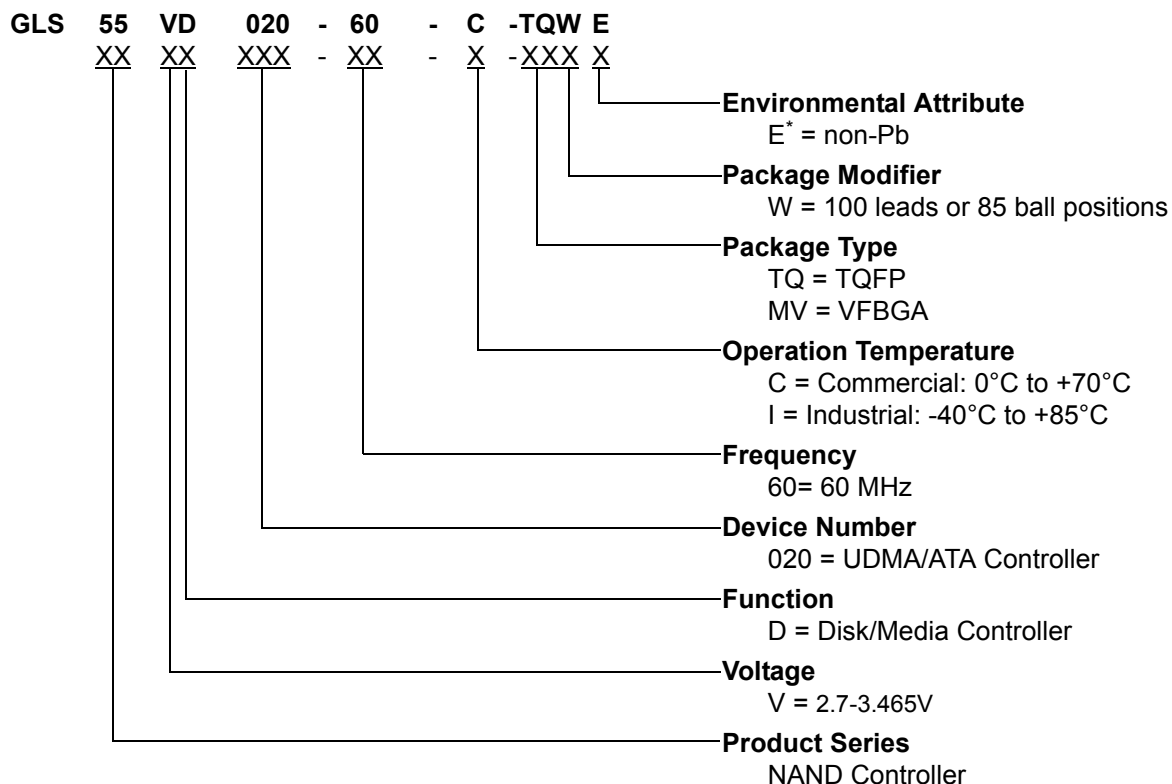 GLS 55 VD 020 - 60 - C -TQW E
XX XX XXX - XX - X -XXX X
Environmental Attribute
E* = non-Pb
Package Modifier
W = 100 leads or 85 ball positions
Package Type
TQ = TQFP
MV = VFBGA
Operation Temperature
C = Commercial: 0°C to +70°C
I = Industrial: -40°C to +85°C
Frequency
60= 60 MHz
Device Number
020 = UDMA/ATA Controller
Function
D = Disk/Media Controller
Voltage
V = 2.7-3.465V
Product Series
NAND Controller